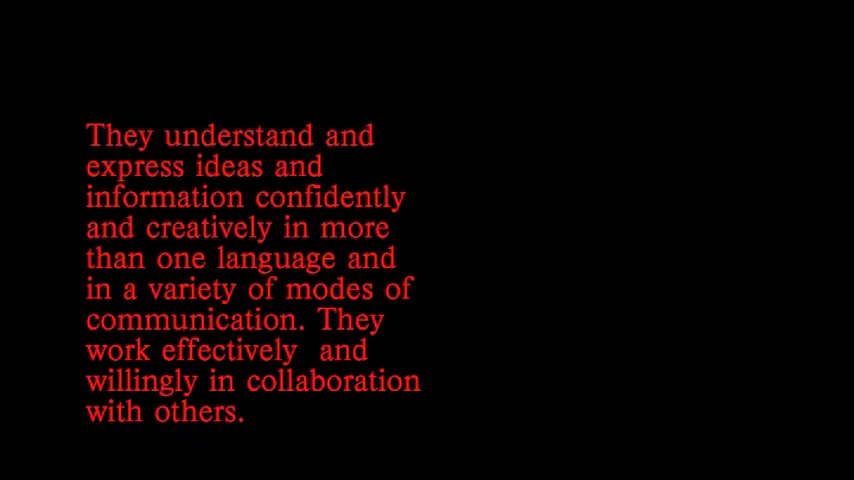 They understand and
express ideas and
information confidently
and creatively in more
than one language and
in a variety of modes of
communication. They
work effectively  and
willingly in collaboration
with others.